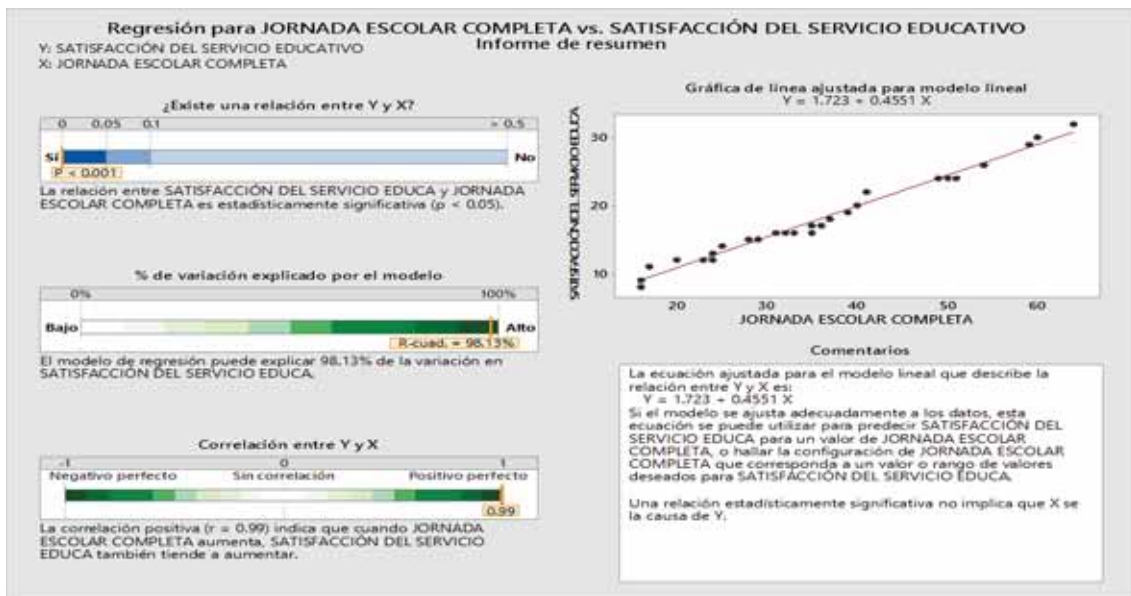 Regresión para JORNADA ESCOLAR COMPLETA vs. SATISFACCIÓN DEL SERVICIO EDUCATIVO
Informe de resumen
Y: SATISFACCIÓN DEL SERVICIO EDUCATIVO
X: JORNADA ESCOLAR COMPLETA
¿Existe una relación entre Y y X?
0 0.05 0.1 > 0.5
Sí No
P < 0.001
La relación entre SATISFACCIÓN DEL SERVICIO EDUCA y JORNADA
ESCOLAR COMPLETA es estadísticamente significativa (p < 0.05).
% de variación explicado por el modelo
0% 100%
Bajo Alto
R-cuad. = 98.13%
El modelo de regresión puede explicar 98.13% de la variación en
SATISFACCIÓN DEL SERVICIO EDUCA.
Correlación entre Y y X
-1 0 1
Negativo perfecto Sin correlación Positivo perfecto
0.99
La correlación positiva (r = 0.99) indica que cuando JORNADA
ESCOLAR COMPLETA aumenta, SATISFACCIÓN DEL SERVICIO
EDUCA también tiende a aumentar.
Gráfica de línea ajustada para modelo lineal
Y = 1.723 + 0.4551 X
SATISFACCIÓN DEL SERVICIO EDUCA
30
20
10
20 30 40 50 60
JORNADA ESCOLAR COMPLETA
Comentarios
La ecuación ajustada para el modelo lineal que describe la
relación entre Y y X es:
Y = 1.723 + 0.4551 X
Si el modelo se ajusta adecuadamente a los datos, esta
ecuación se puede utilizar para predecir SATISFACCIÓN DEL
SERVICIO EDUCA para un valor de JORNADA ESCOLAR
COMPLETA, o hallar la configuración de JORNADA ESCOLAR
COMPLETA que corresponda a un valor o rango de valores
deseados para SATISFACCIÓN DEL SERVICIO EDUCA.
Una relación estadísticamente significativa no implica que X se
la causa de Y.